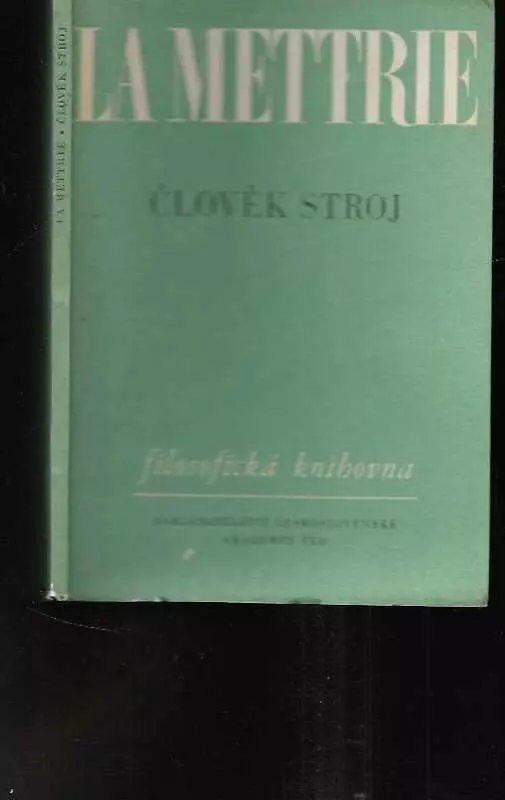 LA METTRIE • ČLOVĚK STROJ
LA METTRIE
ČLOVĚK STROJ
filosofická knihovna
NAKLADATELSTVÍ ČESKOSLOVENSKÉ
AKADEMIE VĚD